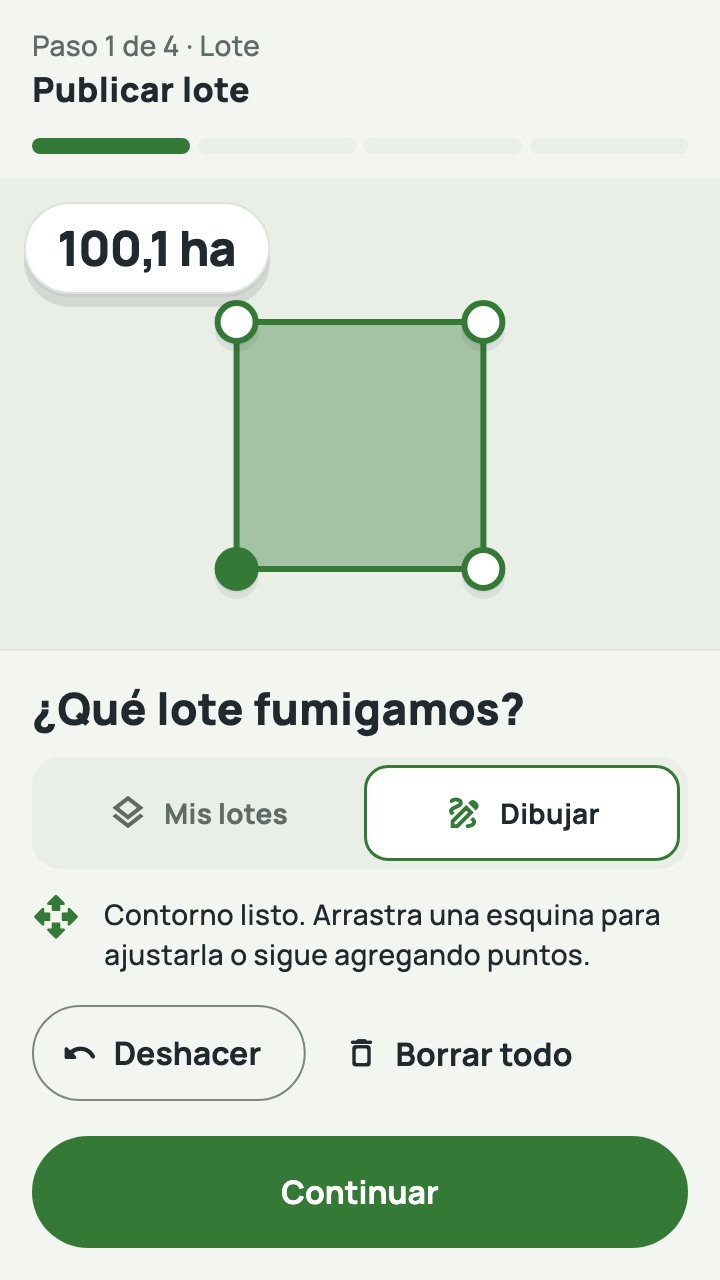 Paso 1 de 4 · Lote
Publicar lote
100,1 ha
¿Qué lote fumigamos?
Mis lotes
Dibujar
Contorno listo. Arrastra una esquina para
ajustarla o sigue agregando puntos.
Deshacer
Borrar todo
Continuar